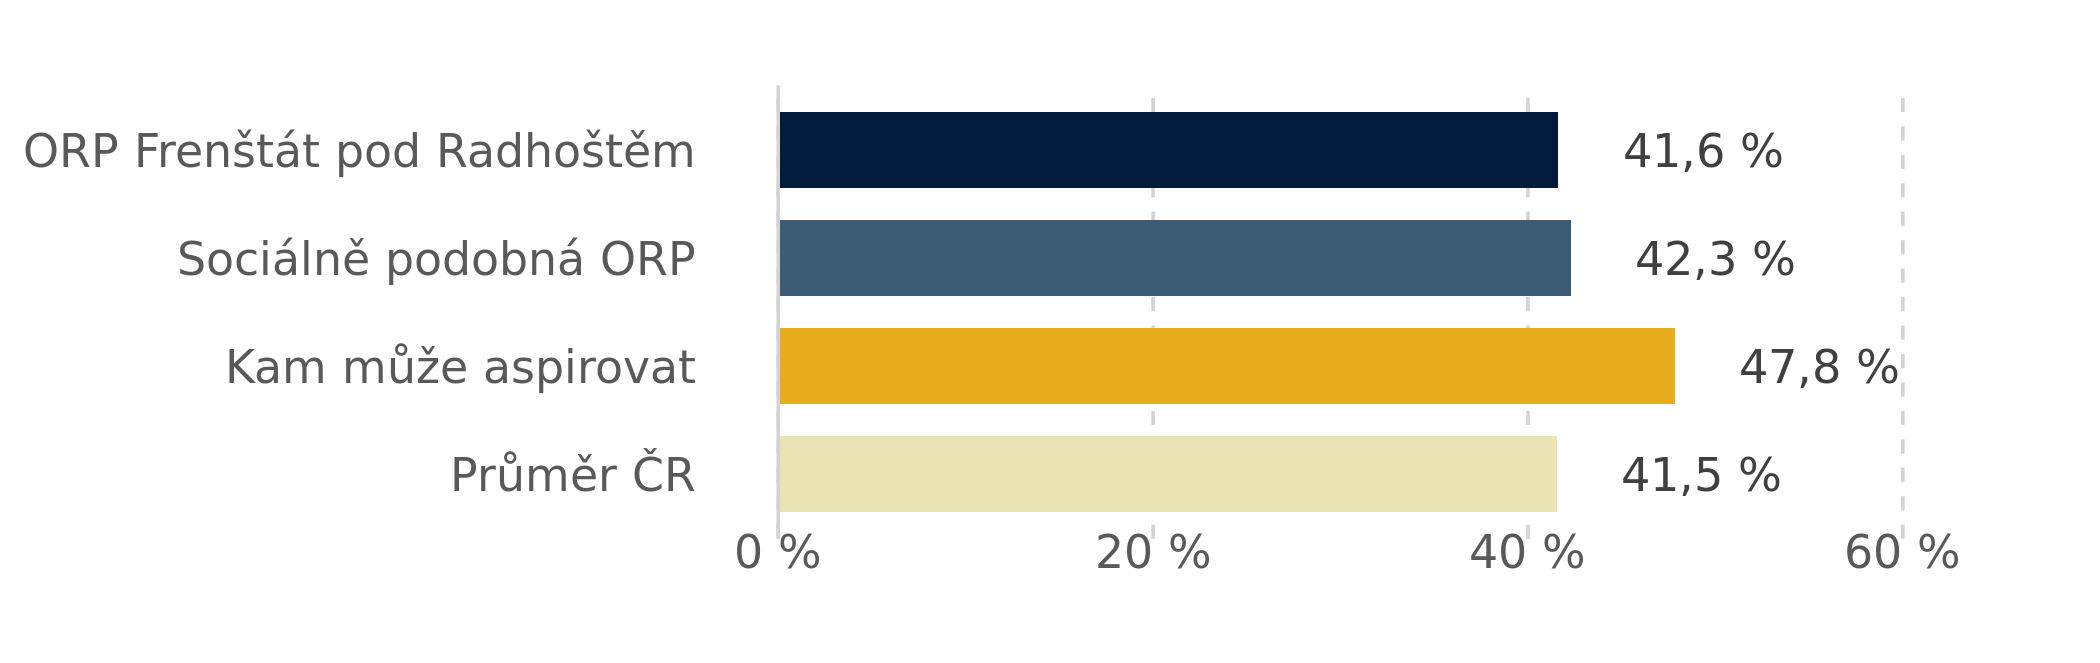 ORP Frenštát pod Radhoštěm 41,6 %
Sociálně podobná ORP 42,3 %
Kam může aspirovat 47,8 %
Průměr ČR 41,5 %
0 % 20 % 40 % 60 %